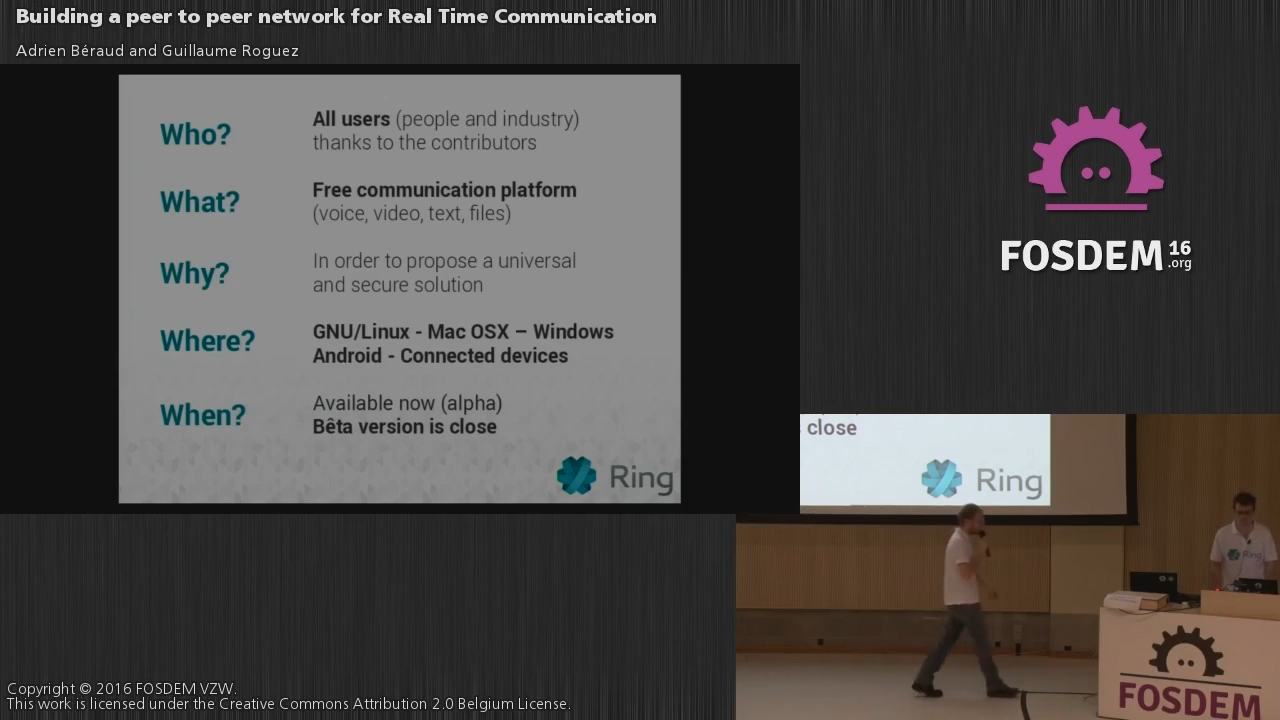 Building a peer to peer network for Real Time Communication
Adrien Béraud and Guillaume Roguez
Who?
All users (people and industry)
thanks to the contributors
What?
Free communication platform
(voice, video, text, files)
Why?
In order to propose a universal
and secure solution
Where?
GNU/Linux - Mac OSX – Windows
Android - Connected devices
When?
Available now (alpha)
Bêta version is close
Ring
FOSDEM 16
.org
close
Ring
Ring
FOSDEM
Copyright © 2016 FOSDEM VZW.
This work is licensed under the Creative Commons Attribution 2.0 Belgium License.